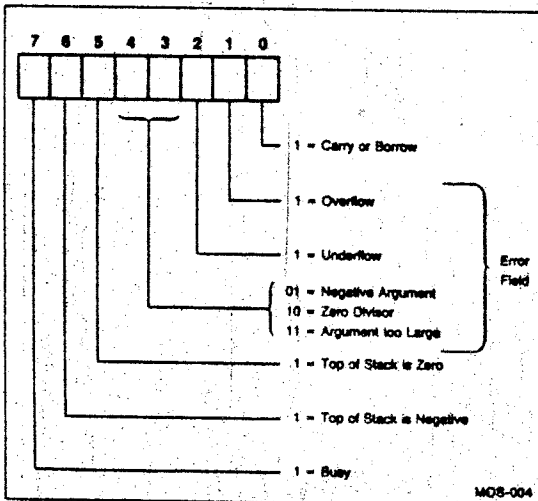 7 6 5 4 3 2 1 0
1 = Carry or Borrow
1 = Overflow
1 = Underflow
01 = Negative Argument
10 = Zero Divisor
11 = Argument too Large
Error
Field
1 = Top of Stack is Zero
1 = Top of Stack is Negative
1 = Busy
MOS-004